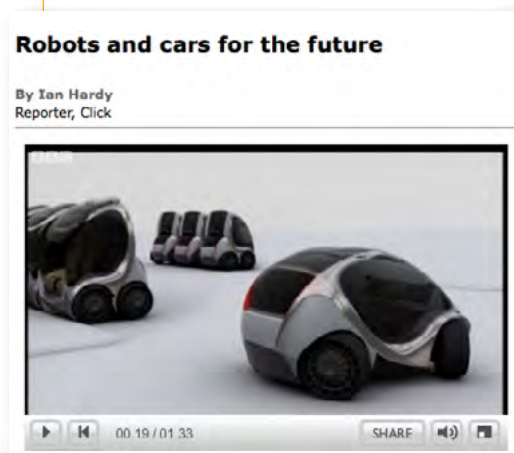 Robots and cars for the future
By Ian Hardy
Reporter, Click
BBC
00.19 / 01 33
SHARE